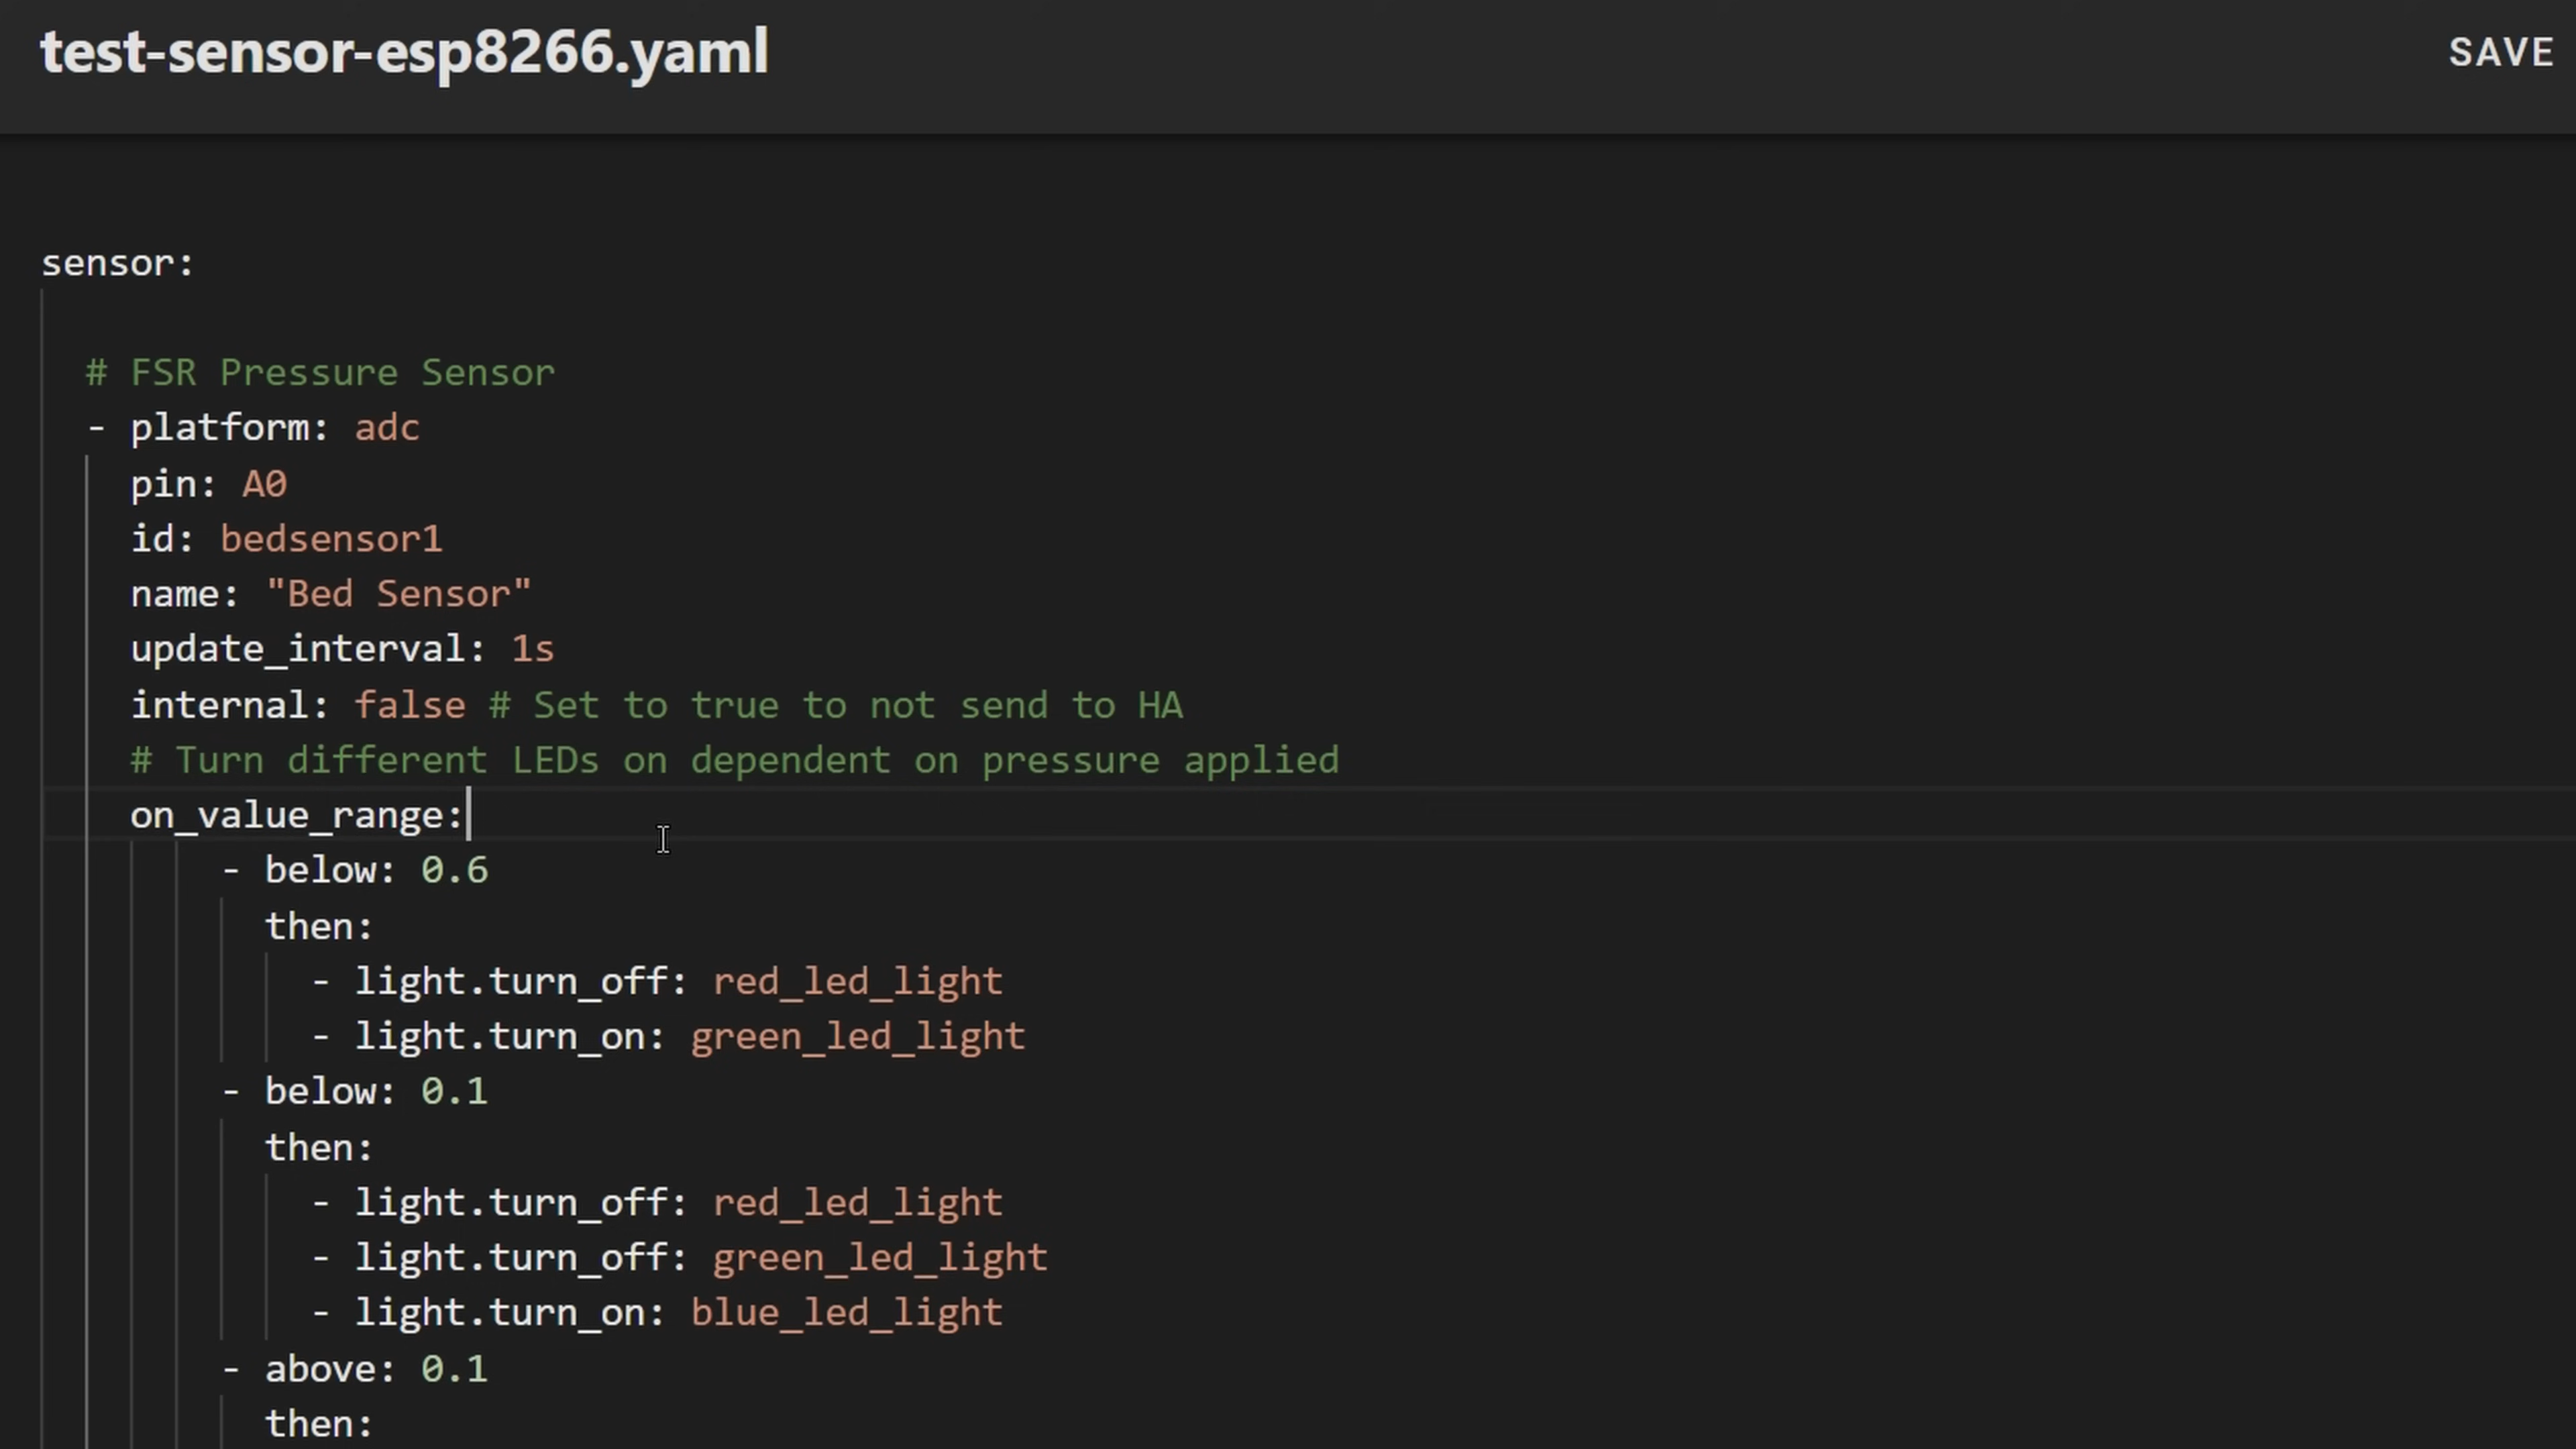 test-sensor-esp8266.yaml
SAVE
sensor:
# FSR Pressure Sensor
- platform: adc
pin: A0
id: bedsensor1
name: "Bed Sensor"
update_interval: 1s
internal: false # Set to true to not send to HA
# Turn different LEDs on dependent on pressure applied
on_value_range:
- below: 0.6
then:
- light.turn_off: red_led_light
- light.turn_on: green_led_light
- below: 0.1
then:
- light.turn_off: red_led_light
- light.turn_off: green_led_light
- light.turn_on: blue_led_light
- above: 0.1
then: